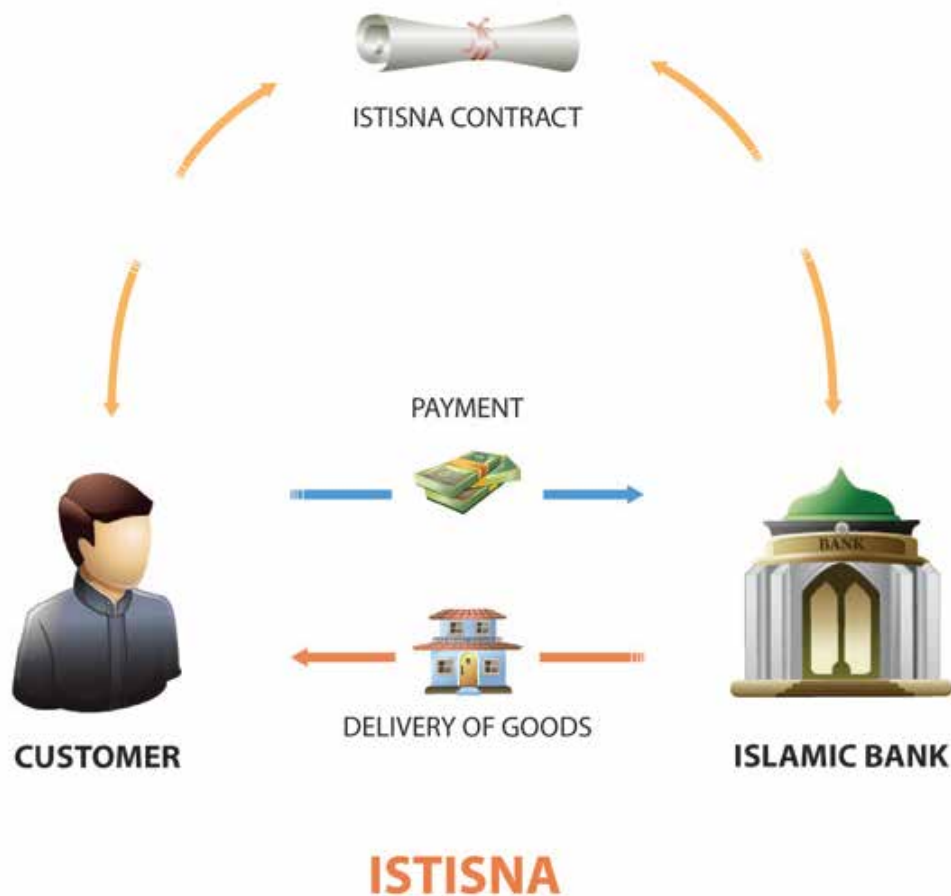 ISTISNA CONTRACT
PAYMENT
BANK
DELIVERY OF GOODS
CUSTOMER
ISLAMIC BANK
ISTISNA